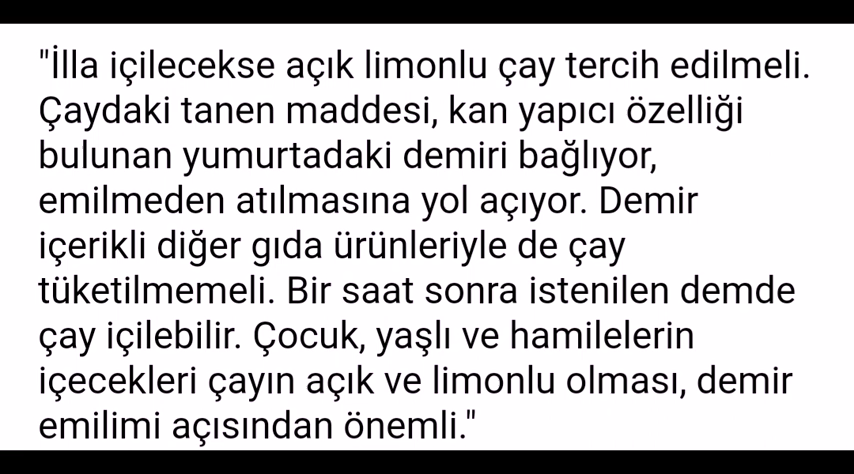 "İlla içilecekse açık limonlu çay tercih edilmeli.
Çaydaki tanen maddesi, kan yapıcı özelliği
bulunan yumurtadaki demiri bağlıyor,
emilmeden atılmasına yol açıyor. Demir
içerikli diğer gıda ürünleriyle de çay
tüketilmemeli. Bir saat sonra istenilen demde
çay içilebilir. Çocuk, yaşlı ve hamilelerin
içecekleri çayın açık ve limonlu olması, demir
emilimi açısından önemli."